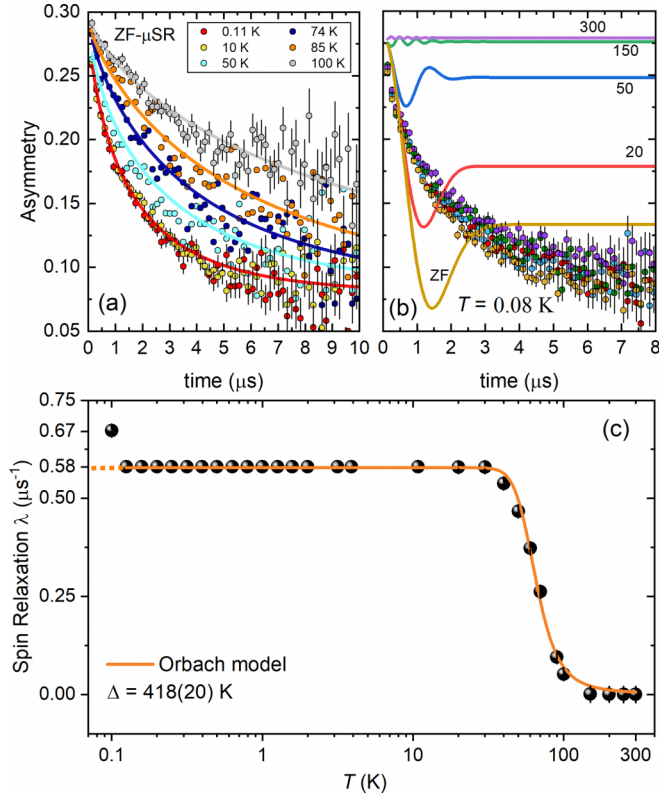 ZF-μSR
0.11 K 74 K
10 K 85 K
50 K 100 K
0.30
0.25
0.20
0.15
0.10
0.05
Asymmetry
(a)
0 1 2 3 4 5 6 7 8 9 10
time (μs)
300
150
50
20
ZF
(b)
T = 0.08 K
0 1 2 3 4 5 6 7 8
time (μs)
(c)
0.75
0.67
0.58
0.50
0.25
0.00
Spin Relaxation λ (μs⁻¹)
Orbach model
Δ = 418(20) K
0.1 1 10 100 300
T (K)